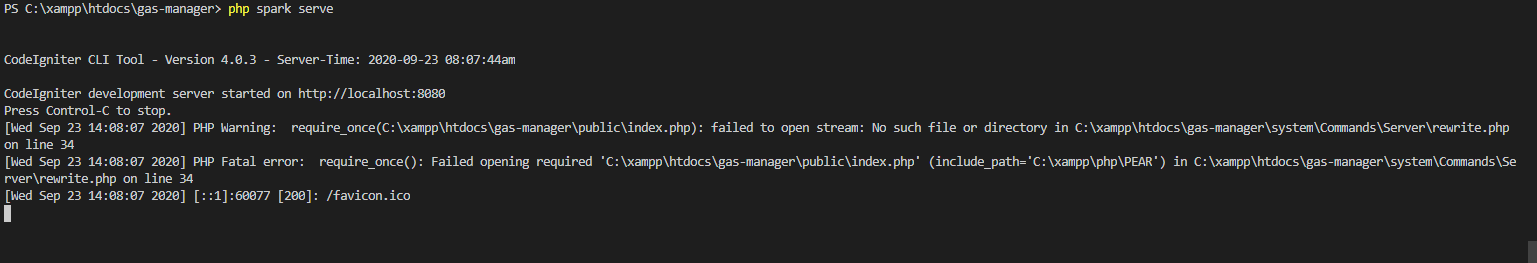 PS C:\xampp\htdocs\gas-manager> php spark serve
CodeIgniter CLI Tool - Version 4.0.3 - Server-Time: 2020-09-23 08:07:44am
CodeIgniter development server started on http://localhost:8080
Press Control-C to stop.
[Wed Sep 23 14:08:07 2020] PHP Warning:  require_once(C:\xampp\htdocs\gas-manager\public\index.php): failed to open stream: No such file or directory in C:\xampp\htdocs\gas-manager\system\Commands\Server\rewrite.php
on line 34
[Wed Sep 23 14:08:07 2020] PHP Fatal error:  require_once(): Failed opening required 'C:\xampp\htdocs\gas-manager\public\index.php' (include_path='C:\xampp\php\PEAR') in C:\xampp\htdocs\gas-manager\system\Commands\Se
rver\rewrite.php on line 34
[Wed Sep 23 14:08:07 2020] [::1]:60077 [200]: /favicon.ico